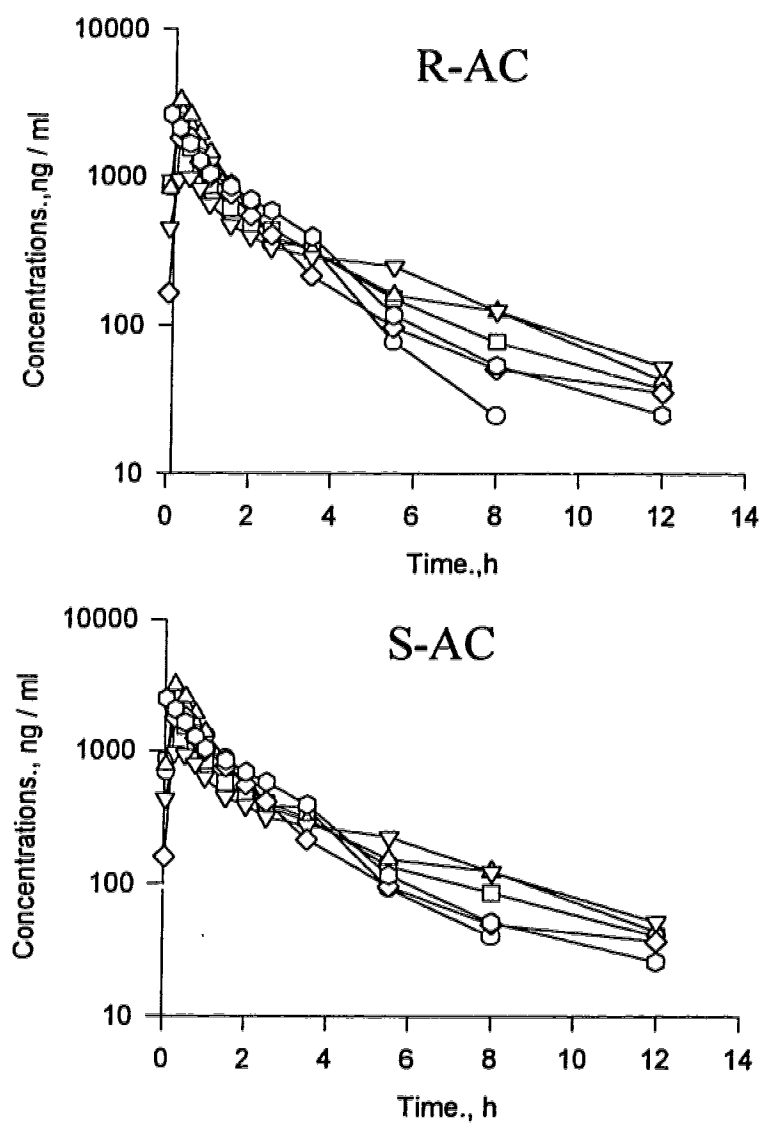 R-AC
Concentrations.,ng / ml
10000
1000
100
10
0 2 4 6 8 10 12 14
Time.,h
S-AC
Concentrations., ng / ml
10000
1000
100
10
0 2 4 6 8 10 12 14
Time., h